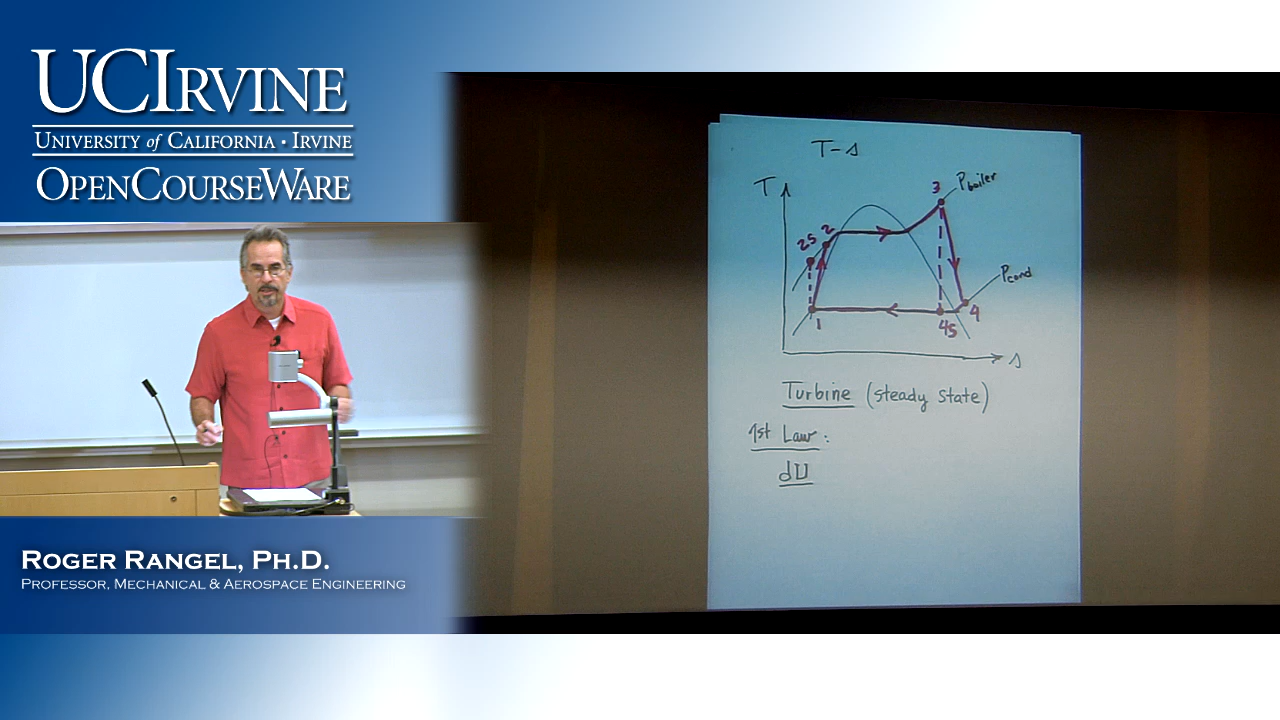 UCIRVINE
UNIVERSITY of CALIFORNIA · IRVINE
OPENCOURSEWARE
T-s
T
3
Pboiler
2s
2
Pcond
1
4s
4
s
Turbine (steady state)
1st Law:
dU
ROGER RANGEL, PH.D.
PROFESSOR, MECHANICAL & AEROSPACE ENGINEERING